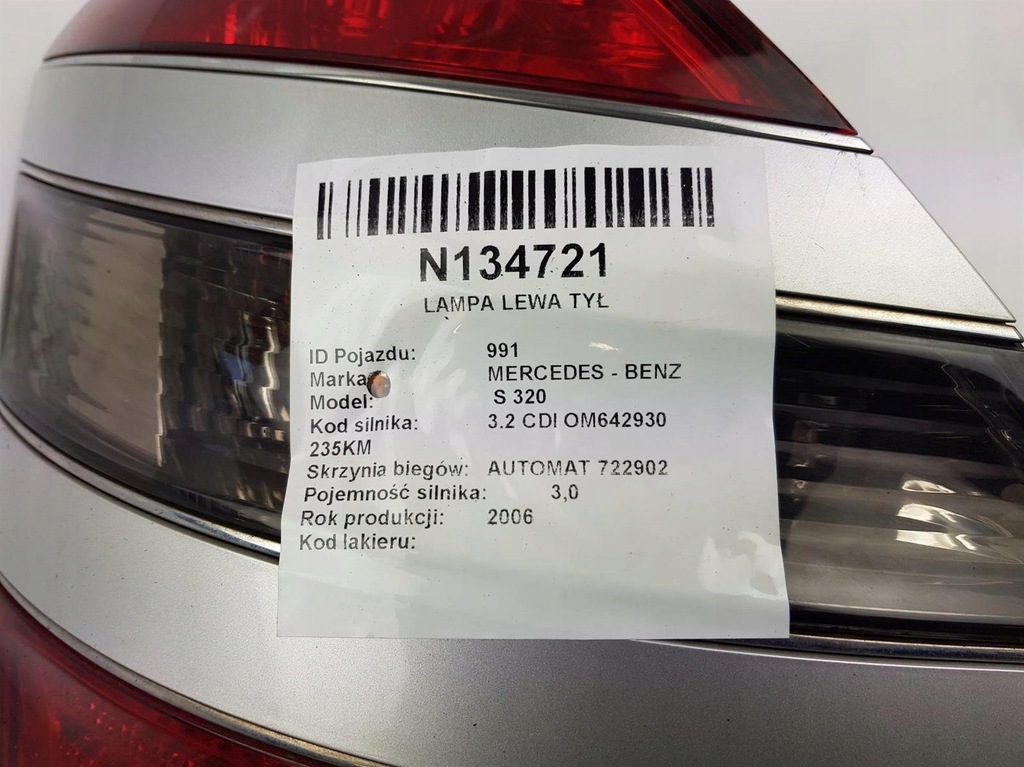 N134721
LAMPA LEWA TYŁ
ID Pojazdu: 991
Marka: MERCEDES - BENZ
Model: S 320
Kod silnika: 3.2 CDI OM642930
235KM
Skrzynia biegów: AUTOMAT 722902
Pojemność silnika: 3,0
Rok produkcji: 2006
Kod lakieru: